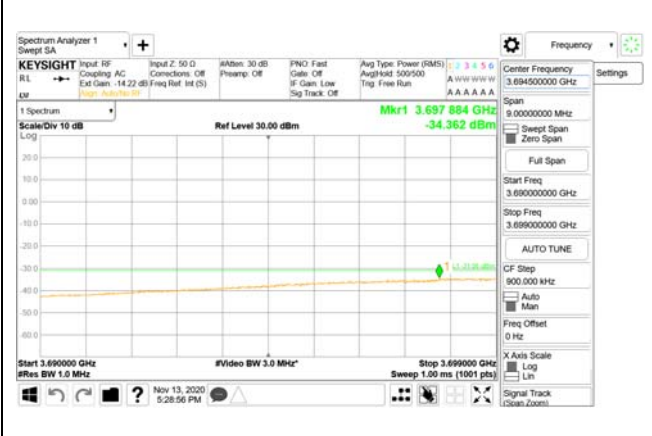 Spectrum Analyzer 1
Swept SA
Frequency
KEYSIGHT
Input: RF
Coupling: AC
Ext Gain: -14.22 dB
Align: Auto/No RF
Input Z: 50 Ω
Corrections: Off
Freq Ref: Int (S)
#Atten: 30 dB
Preamp: Off
PNO: Fast
Gate: Off
IF Gain: Low
Sig Track: Off
Avg Type: Power (RMS)
Avg|Hold: 500/500
Trig: Free Run
1 2 3 4 5 6
A W W W W W
A A A A A A
RL
1 Spectrum
Mkr1 3.697 884 GHz
Scale/Div 10 dB
Ref Level 30.00 dBm
-34.362 dBm
Log
20.0
10.0
0.00
-10.0
-20.0
-30.0
-40.0
-50.0
-60.0
1
Start 3.690000 GHz
#Video BW 3.0 MHz*
Stop 3.699000 GHz
#Res BW 1.0 MHz
Sweep 1.00 ms (1001 pts)
Nov 13, 2020
5:28:56 PM
Center Frequency
3.694500000 GHz
Settings
Span
9.00000000 MHz
Swept Span
Zero Span
Full Span
Start Freq
3.690000000 GHz
Stop Freq
3.699000000 GHz
AUTO TUNE
CF Step
900.000 kHz
Auto
Man
Freq Offset
0 Hz
X Axis Scale
Log
Lin
Signal Track
(Span Zoom)